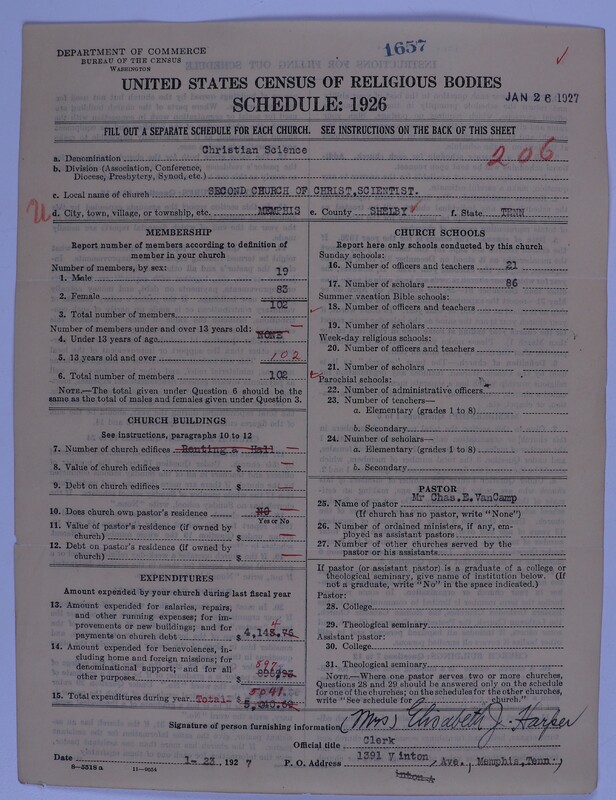 1657
DEPARTMENT OF COMMERCE
BUREAU OF THE CENSUS
WASHINGTON
UNITED STATES CENSUS OF RELIGIOUS BODIES
SCHEDULE: 1926
JAN 26 1927
FILL OUT A SEPARATE SCHEDULE FOR EACH CHURCH. SEE INSTRUCTIONS ON THE BACK OF THIS SHEET
206
a. Denomination Christian Science
b. Division (Association, Conference, Diocese, Presbytery, Synod, etc.)
c. Local name of church SECOND CHURCH OF CHRIST, SCIENTIST.
d. City, town, village, or township, etc. MEMPHIS e. County SHELBY f. State TENN
MEMBERSHIP
Report number of members according to definition of
member in your church
Number of members, by sex:
1. Male 19
2. Female 83
3. Total number of members 102
Number of members under and over 13 years old:
4. Under 13 years of age NONE
5. 13 years old and over 102
6. Total number of members 102
NOTE.—The total given under Question 6 should be
same as the total of males and females given under Question 3.
CHURCH BUILDINGS
See instructions, paragraphs 10 to 12
7. Number of church edifices Renting a Hall
8. Value of church edifices $
9. Debt on church edifices $
10. Does church own pastor's residence? NO
Yes or No
11. Value of pastor's residence (if owned by
church) $
12. Debt on pastor's residence (if owned by
church) $
EXPENDITURES
Amount expended by your church during last fiscal year
13. Amount expended for salaries, repairs,
and other running expenses; for im-
provements or new buildings; and for
payments on church debt $ 4,143.75 4
14. Amount expended for benevolences, in-
cluding home and foreign missions; for
denominational support; and for all
other purposes $ 896.93 897
15. Total expenditures during year Total- $ 5,040.69 5041
CHURCH SCHOOLS
Report here only schools conducted by this church
Sunday schools:
16. Number of officers and teachers 21
17. Number of scholars 86
Summer vacation Bible schools:
18. Number of officers and teachers
19. Number of scholars
Week-day religious schools:
20. Number of officers and teachers
21. Number of scholars
Parochial schools:
22. Number of administrative officers
23. Number of teachers—
a. Elementary (grades 1 to 8)
b. Secondary
24. Number of scholars—
a. Elementary (grades 1 to 8)
b. Secondary
PASTOR
25. Name of pastor Mr Chas.E.VanCamp
(If church has no pastor, write "None")
26. Number of ordained ministers, if any, em-
ployed as assistant pastors
27. Number of other churches served by the
pastor or his assistants
If pastor (or assistant pastor) is a graduate of a college or
theological seminary, give name of institution below. (If
not a graduate, write "No" in the space indicated.)
Pastor:
28. College
29. Theological seminary
Assistant pastor:
30. College
31. Theological seminary
NOTE.—Where one pastor serves two or more churches,
Questions 28 and 29 should be answered only on the schedule
for one of the churches; on the schedules for the other churches,
write "See schedule for church."
Signature of person furnishing information (Mrs) Elisabeth J. Harper
Official title Clerk
Date 1-23, 1927 P. O. Address 1391 Vinton, Ave., Memphis, Tenn.,
8-5318 a 11-9084